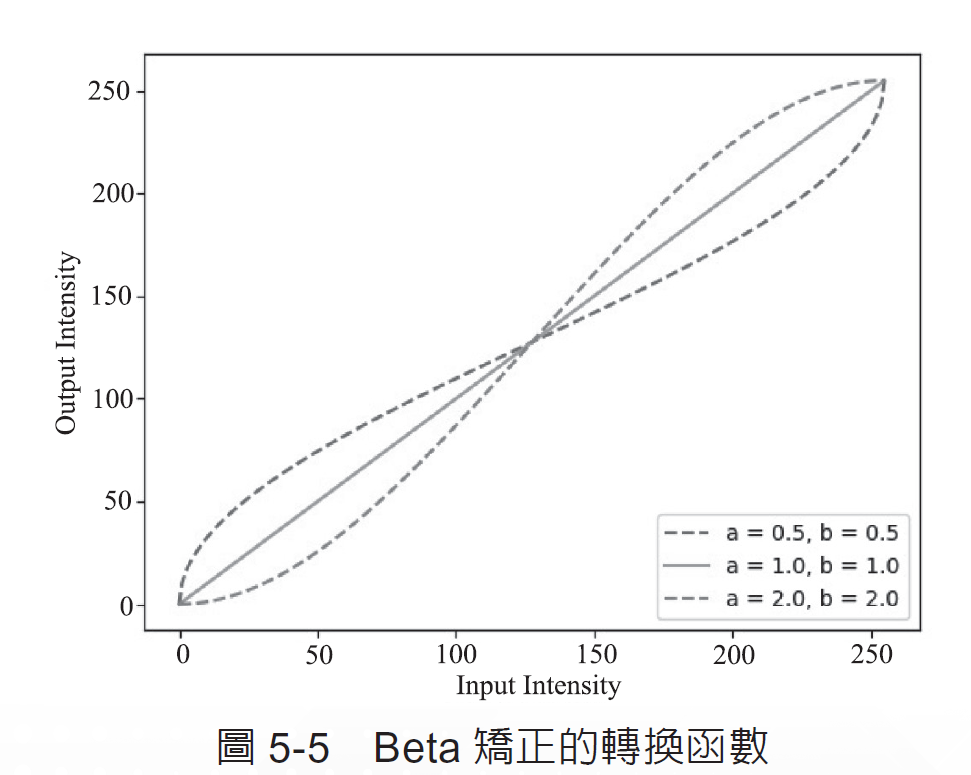 250
200
150
100
50
0
Output Intensity
a = 0.5, b = 0.5
a = 1.0, b = 1.0
a = 2.0, b = 2.0
0 50 100 150 200 250
Input Intensity
圖 5-5 Beta 矯正的轉換函數